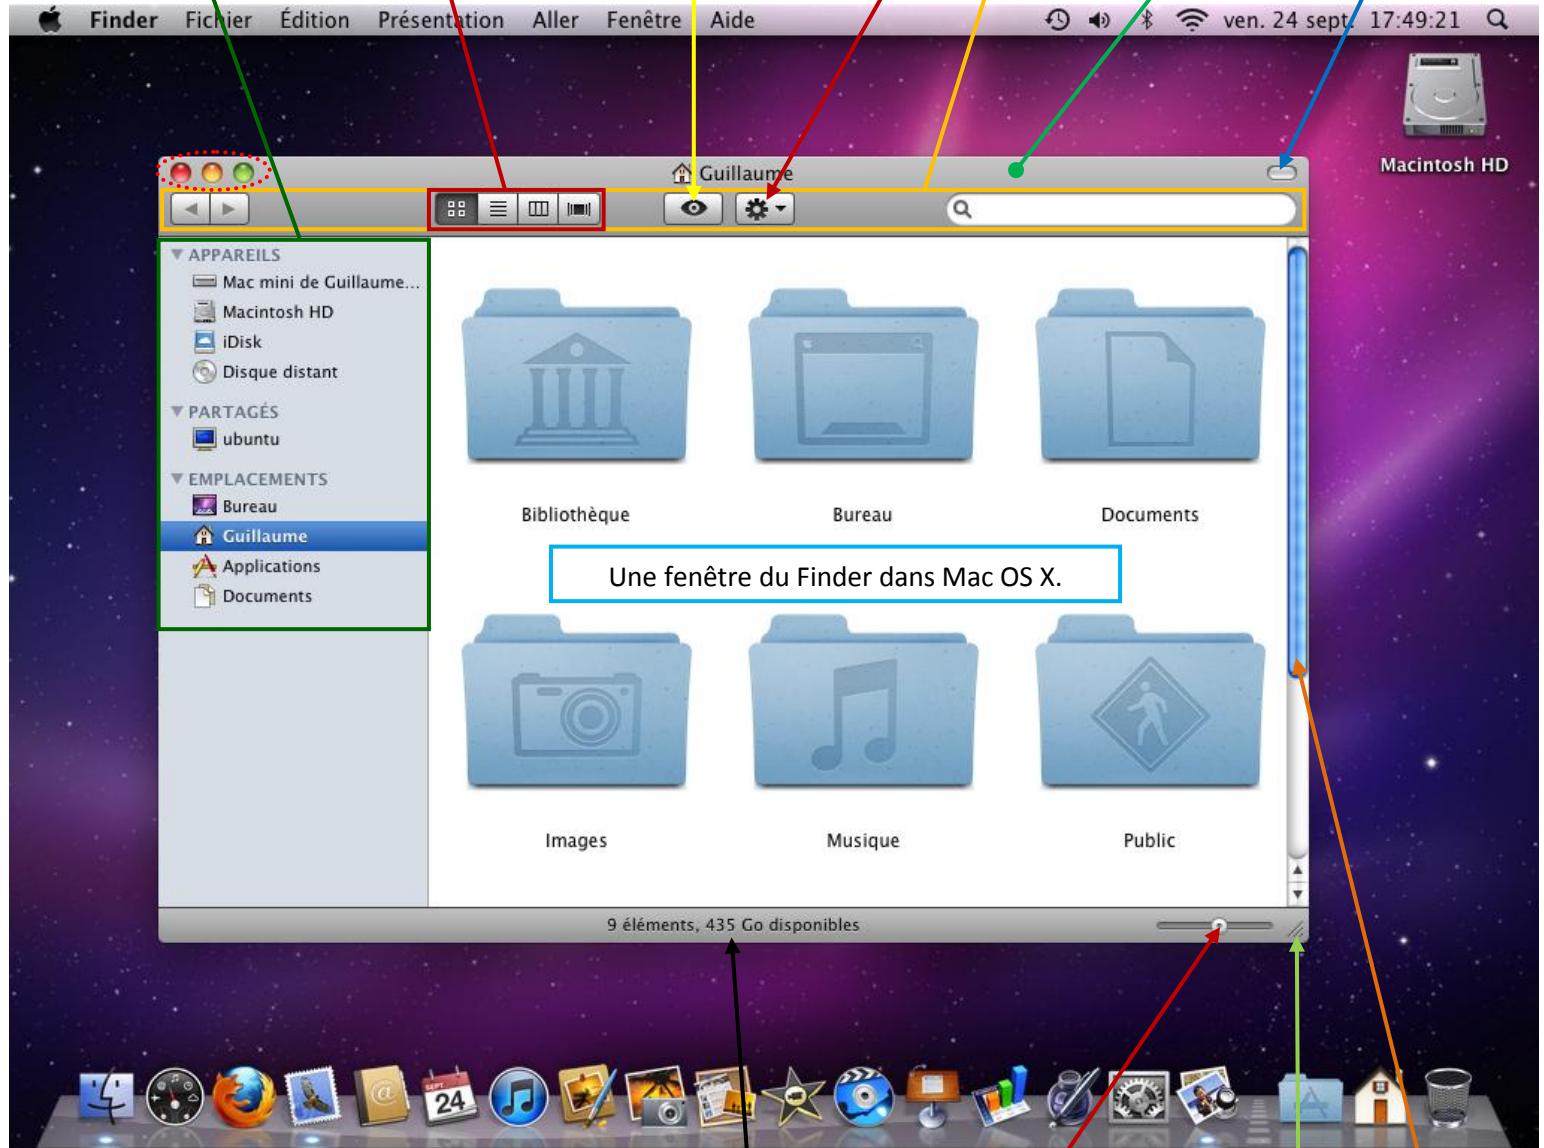 Finder Fichier Édition Présentation Aller Fenêtre Aide ven. 24 sept. 17:49:21
Macintosh HD
Guillaume
APPAREILS
Mac mini de Guillaume...
Macintosh HD
iDisk
Disque distant
PARTAGÉS
ubuntu
EMPLACEMENTS
Bureau
Guillaume
Applications
Documents
Bibliothèque Bureau Documents
Une fenêtre du Finder dans Mac OS X.
Images Musique Public
9 éléments, 435 Go disponibles
SEPT.
24